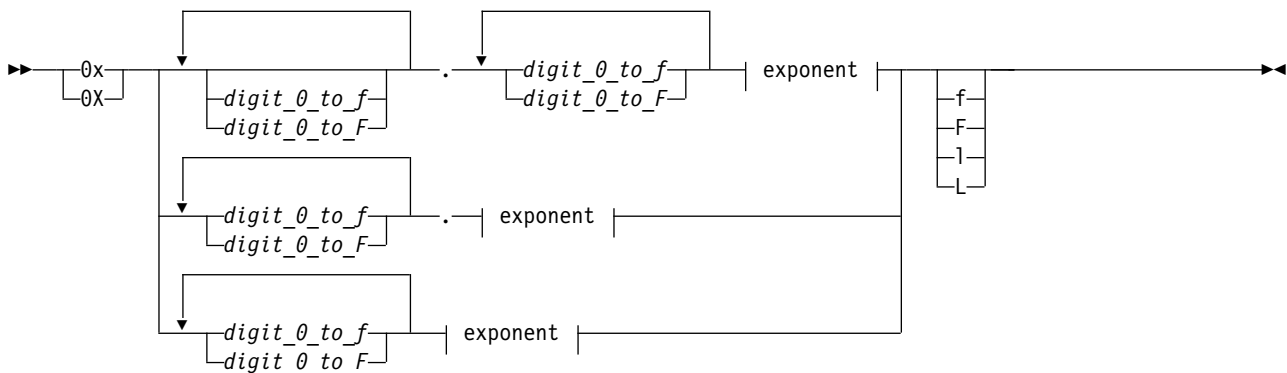 0x . digit_0_to_f exponent
0X digit_0_to_f digit_0_to_F f
digit_0_to_F F
l
digit_0_to_f . exponent L
digit_0_to_F
digit_0_to_f exponent
digit 0 to F